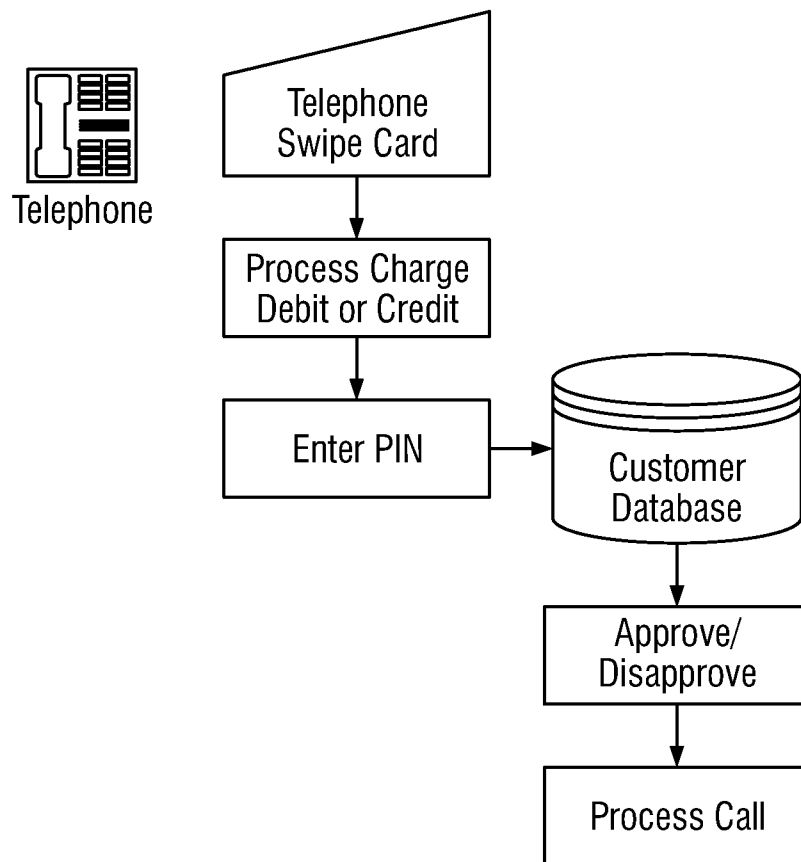 Telephone
Swipe Card
Telephone
Process Charge
Debit or Credit
Enter PIN
Customer
Database
Approve/
Disapprove
Process Call